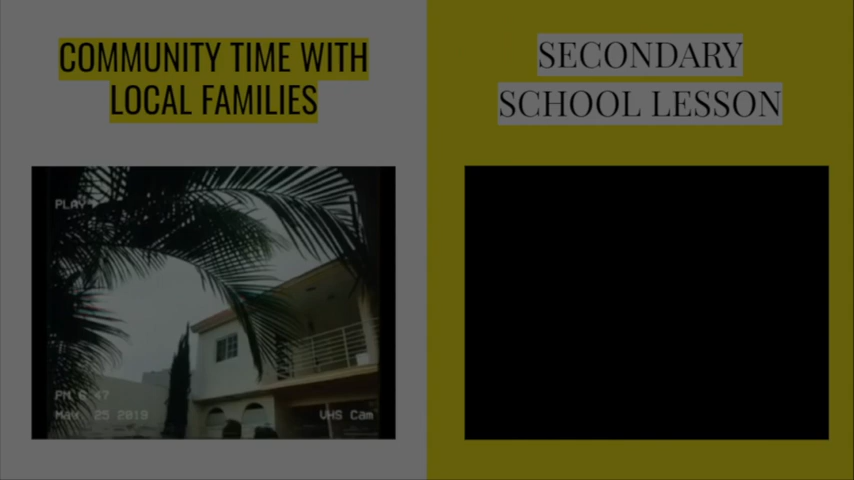 COMMUNITY TIME WITH
LOCAL FAMILIES
SECONDARY
SCHOOL LESSON
PLAY
PM 6:47
May. 25 2019
VHS Cam